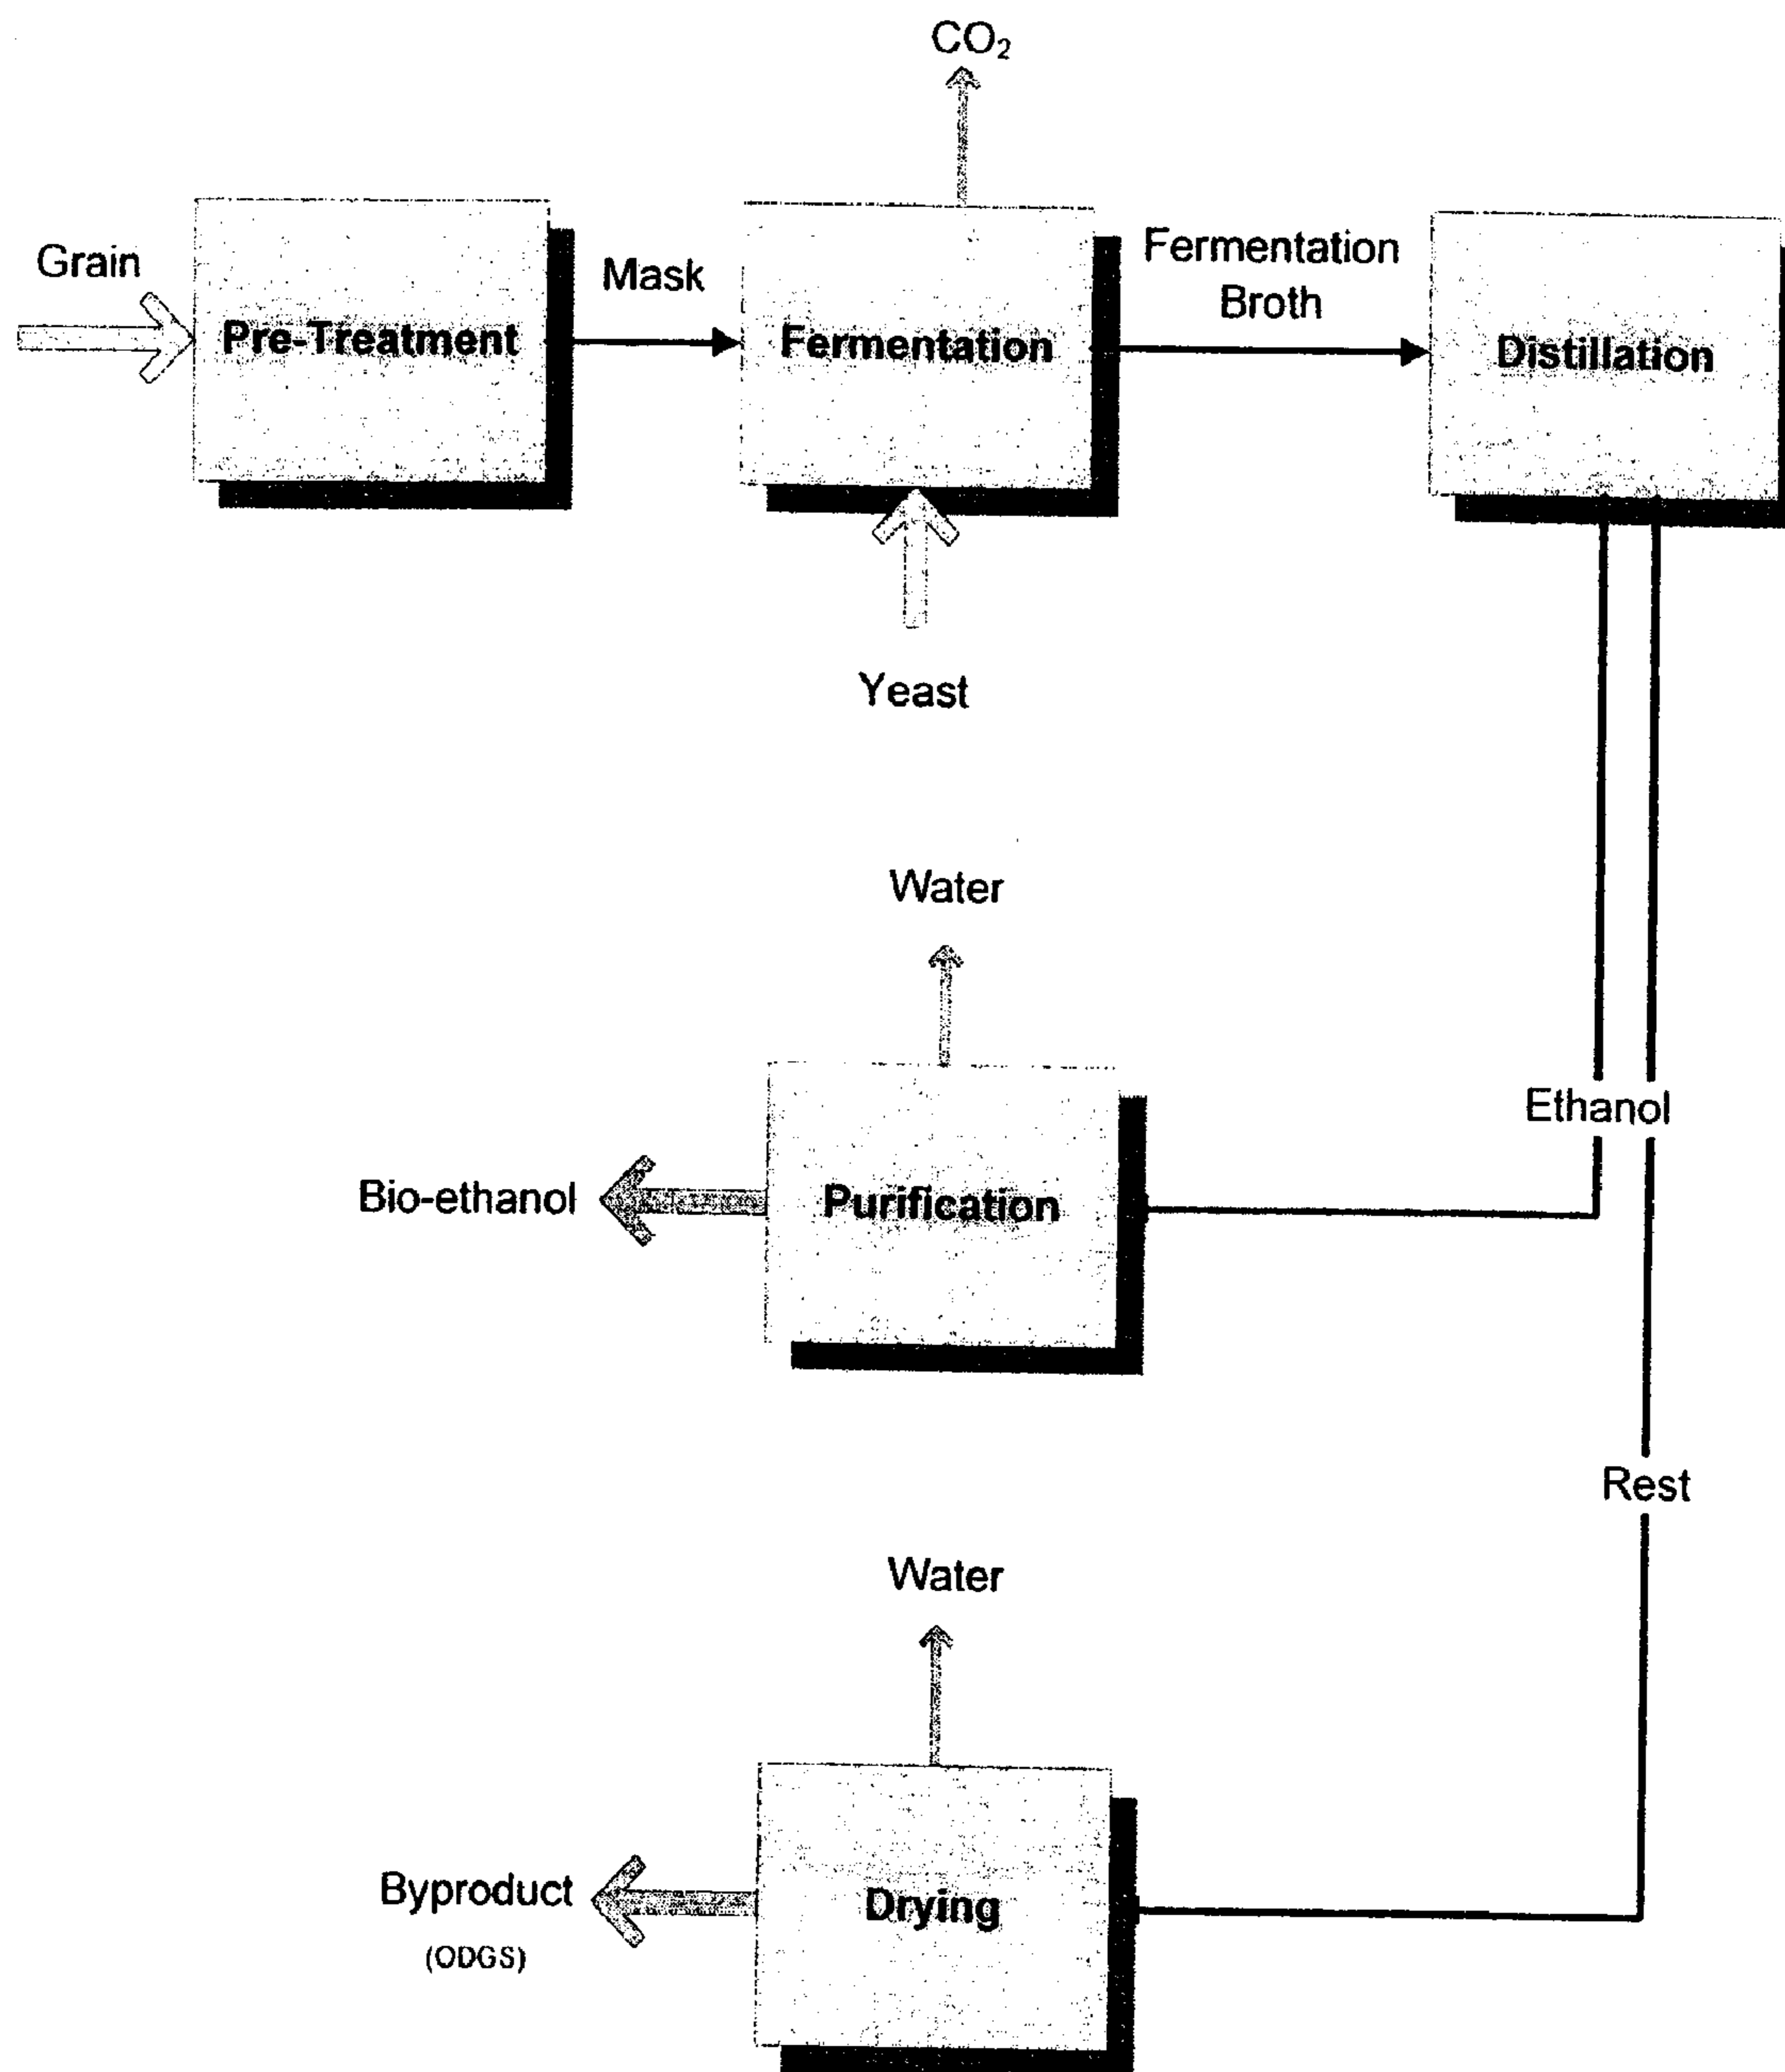 CO₂
Grain
Pre-Treatment
Mask
Fermentation
Fermentation
Broth
Distillation
Yeast
Water
Ethanol
Bio-ethanol
Purification
Rest
Water
Byproduct
(ODGS)
Drying